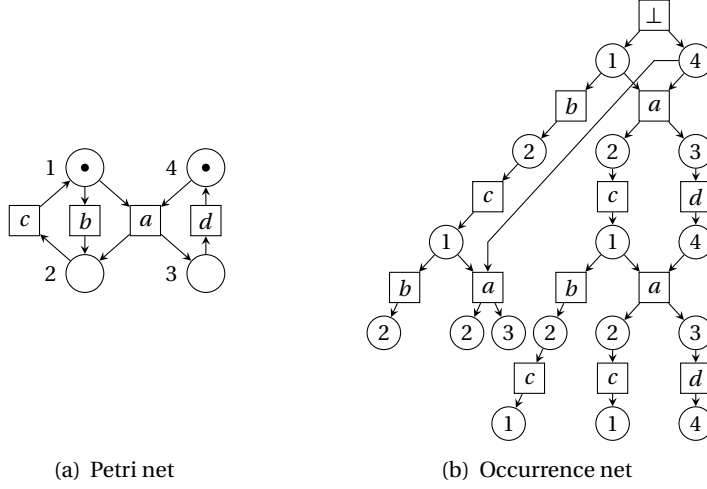 ⊥
1 4
b a
1 4 2 2 3
c b a d c c d
2 3 1 1 4
b a b a
2 2 3 2 2 3
c c d
1 1 4
(a) Petri net (b) Occurrence net